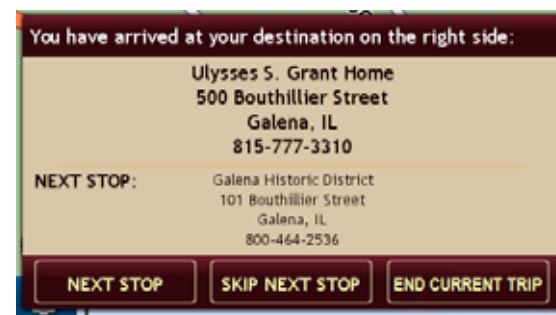 You have arrived at your destination on the right side:
Ulysses S. Grant Home
500 Bouthillier Street
Galena, IL
815-777-3310
NEXT STOP:
Galena Historic District
101 Bouthillier Street
Galena, IL
800-464-2536
NEXT STOP
SKIP NEXT STOP
END CURRENT TRIP